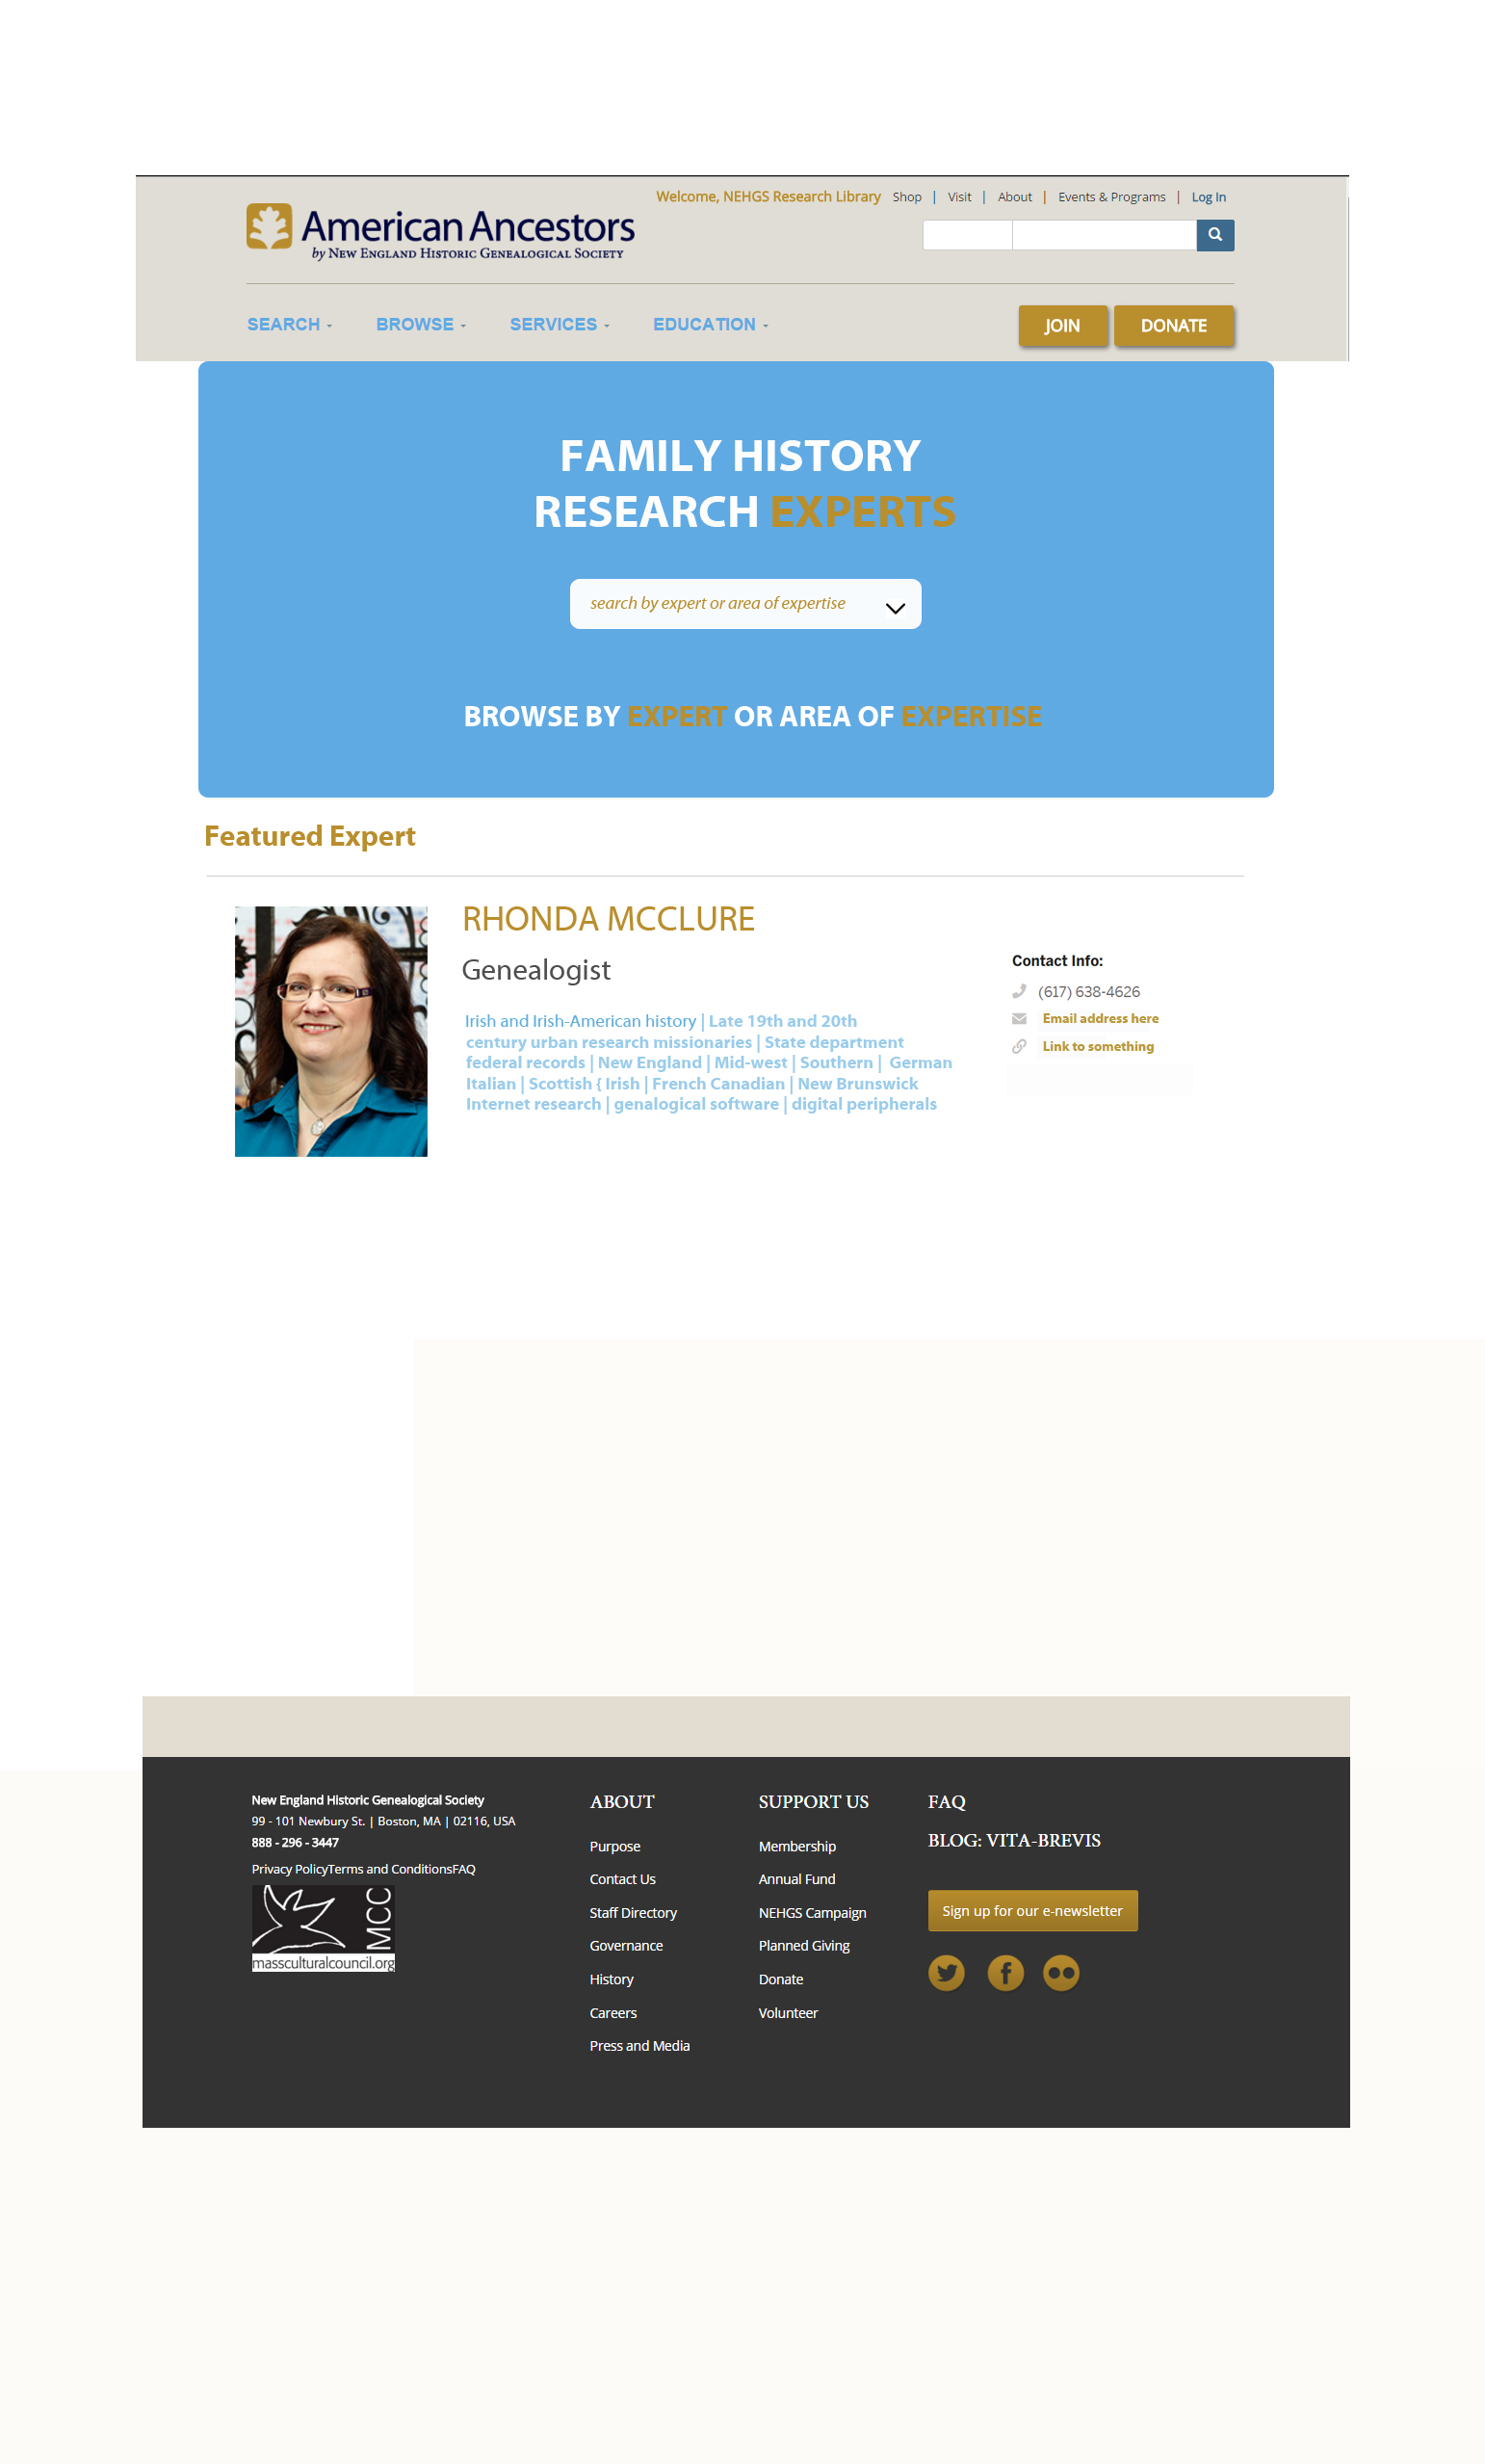 Welcome, NEHGS Research Library Shop | Visit | About | Events & Programs | Log In
American Ancestors
by NEW ENGLAND HISTORIC GENEALOGICAL SOCIETY
SEARCH BROWSE SERVICES EDUCATION JOIN DONATE
FAMILY HISTORY
RESEARCH EXPERTS
search by expert or area of expertise
BROWSE BY EXPERT OR AREA OF EXPERTISE
Featured Expert
RHONDA MCCLURE
Genealogist
Irish and Irish-American history | Late 19th and 20th
century urban research missionaries | State department
federal records | New England | Mid-west | Southern | German
Italian | Scottish { Irish | French Canadian | New Brunswick
Internet research | genalogical software | digital peripherals
Contact Info:
(617) 638-4626
Email address here
Link to something
New England Historic Genealogical Society
99 - 101 Newbury St. | Boston, MA | 02116, USA
888 - 296 - 3447
Privacy PolicyTerms and ConditionsFAQ
MCC
massculturalcouncil.org
ABOUT
Purpose
Contact Us
Staff Directory
Governance
History
Careers
Press and Media
SUPPORT US
Membership
Annual Fund
NEHGS Campaign
Planned Giving
Donate
Volunteer
FAQ
BLOG: VITA-BREVIS
Sign up for our e-newsletter